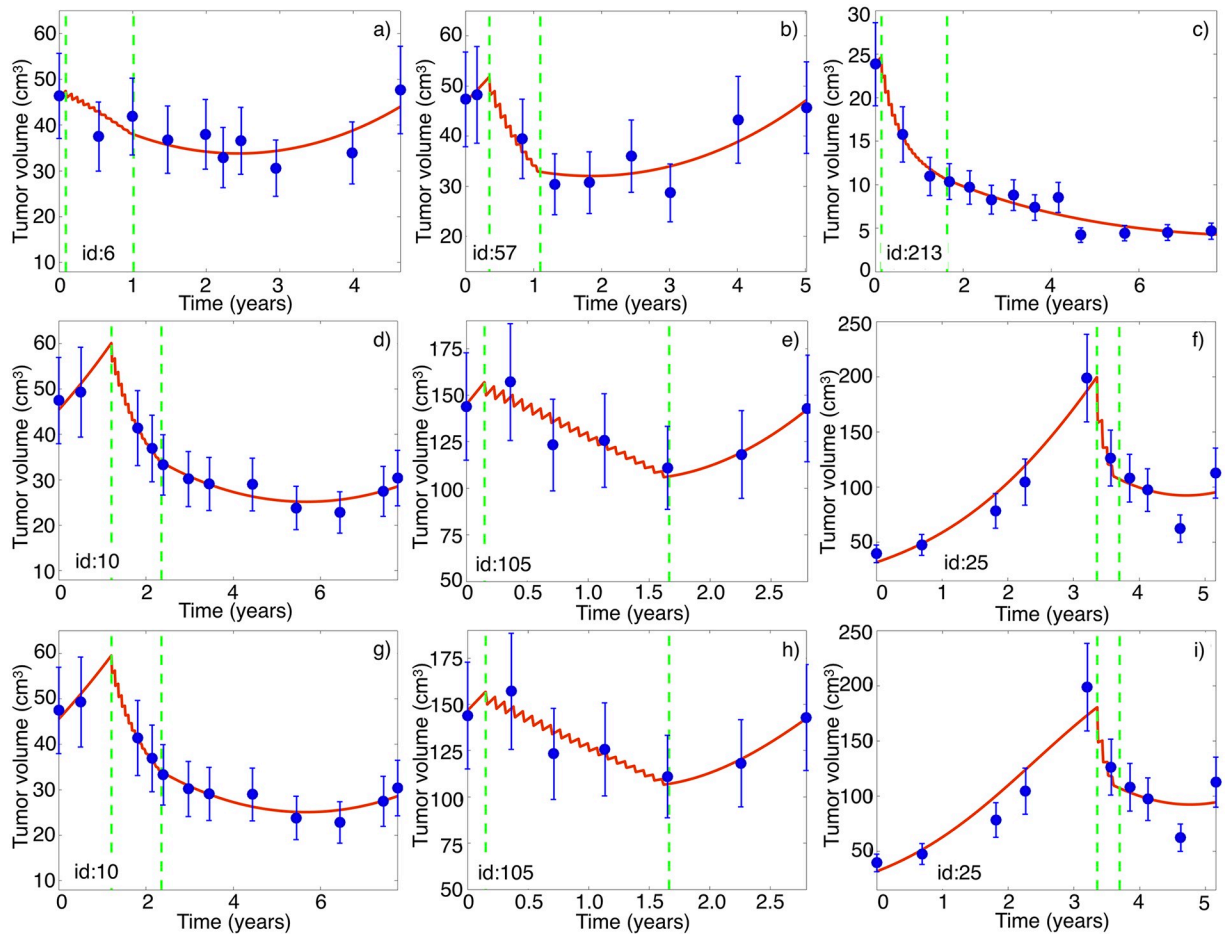 a)
60
50
40
30
20
10
Tumor volume (cm³)
id:6
0 1 2 3 4
Time (years)
b)
60
50
40
30
20
Tumor volume (cm³)
id:57
0 1 2 3 4 5
Time (years)
c)
30
25
20
15
10
5
0
Tumor volume (cm³)
id:213
0 2 4 6
Time (years)
d)
60
50
40
30
20
10
Tumor volume (cm³)
id:10
0 2 4 6
Time (years)
e)
175
150
125
100
75
50
Tumor volume (cm³)
id:105
0 0.5 1.0 1.5 2.0 2.5
Time (years)
f)
250
200
150
100
50
Tumor volume (cm³)
id:25
0 1 2 3 4 5
Time (years)
g)
60
50
40
30
20
10
Tumor volume (cm³)
id:10
0 2 4 6
Time (years)
h)
175
150
125
100
75
50
Tumor volume (cm³)
id:105
0 0.5 1.0 1.5 2.0 2.5
Time (years)
i)
250
200
150
100
50
Tumor volume (cm³)
id:25
0 1 2 3 4 5
Time (years)